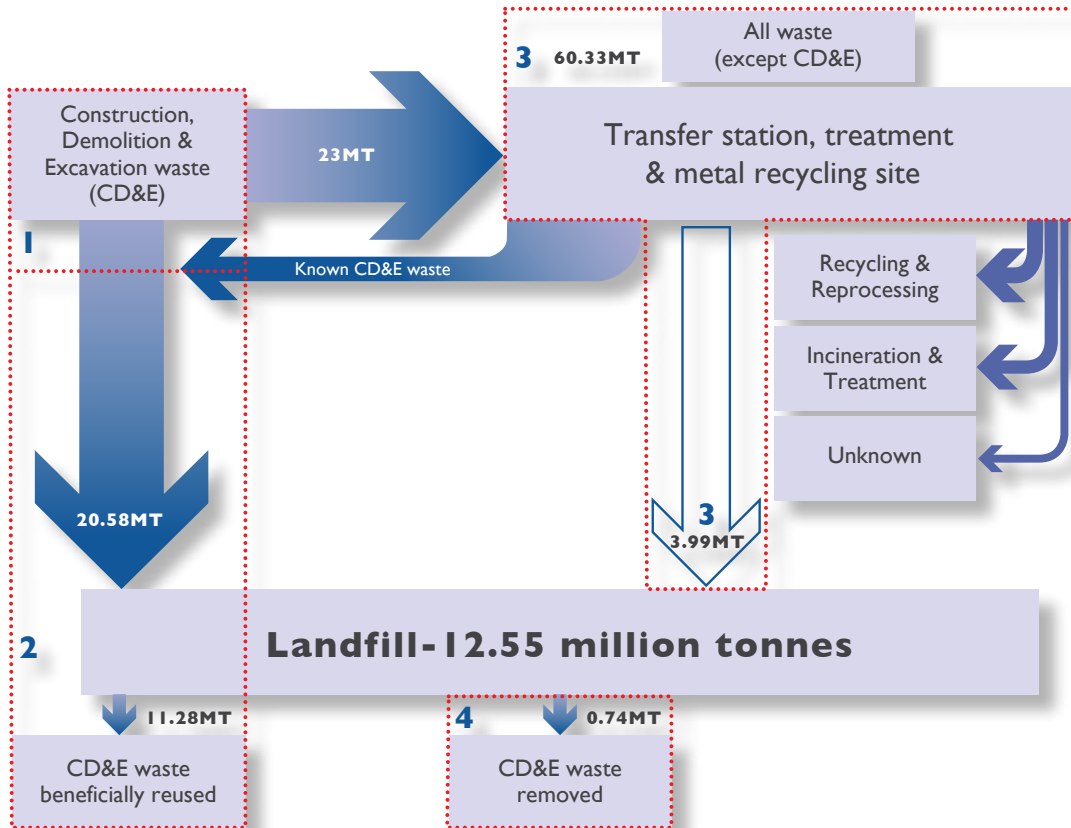 3
60.33MT
All waste
(except CD&E)
Construction,
Demolition &
Excavation waste
(CD&E)
23MT
Transfer station, treatment
& metal recycling site
1
Known CD&E waste
Recycling &
Reprocessing
Incineration &
Treatment
Unknown
20.58MT
3
3.99MT
2
Landfill-12.55 million tonnes
11.28MT
4
0.74MT
CD&E waste
beneficially reused
CD&E waste
removed